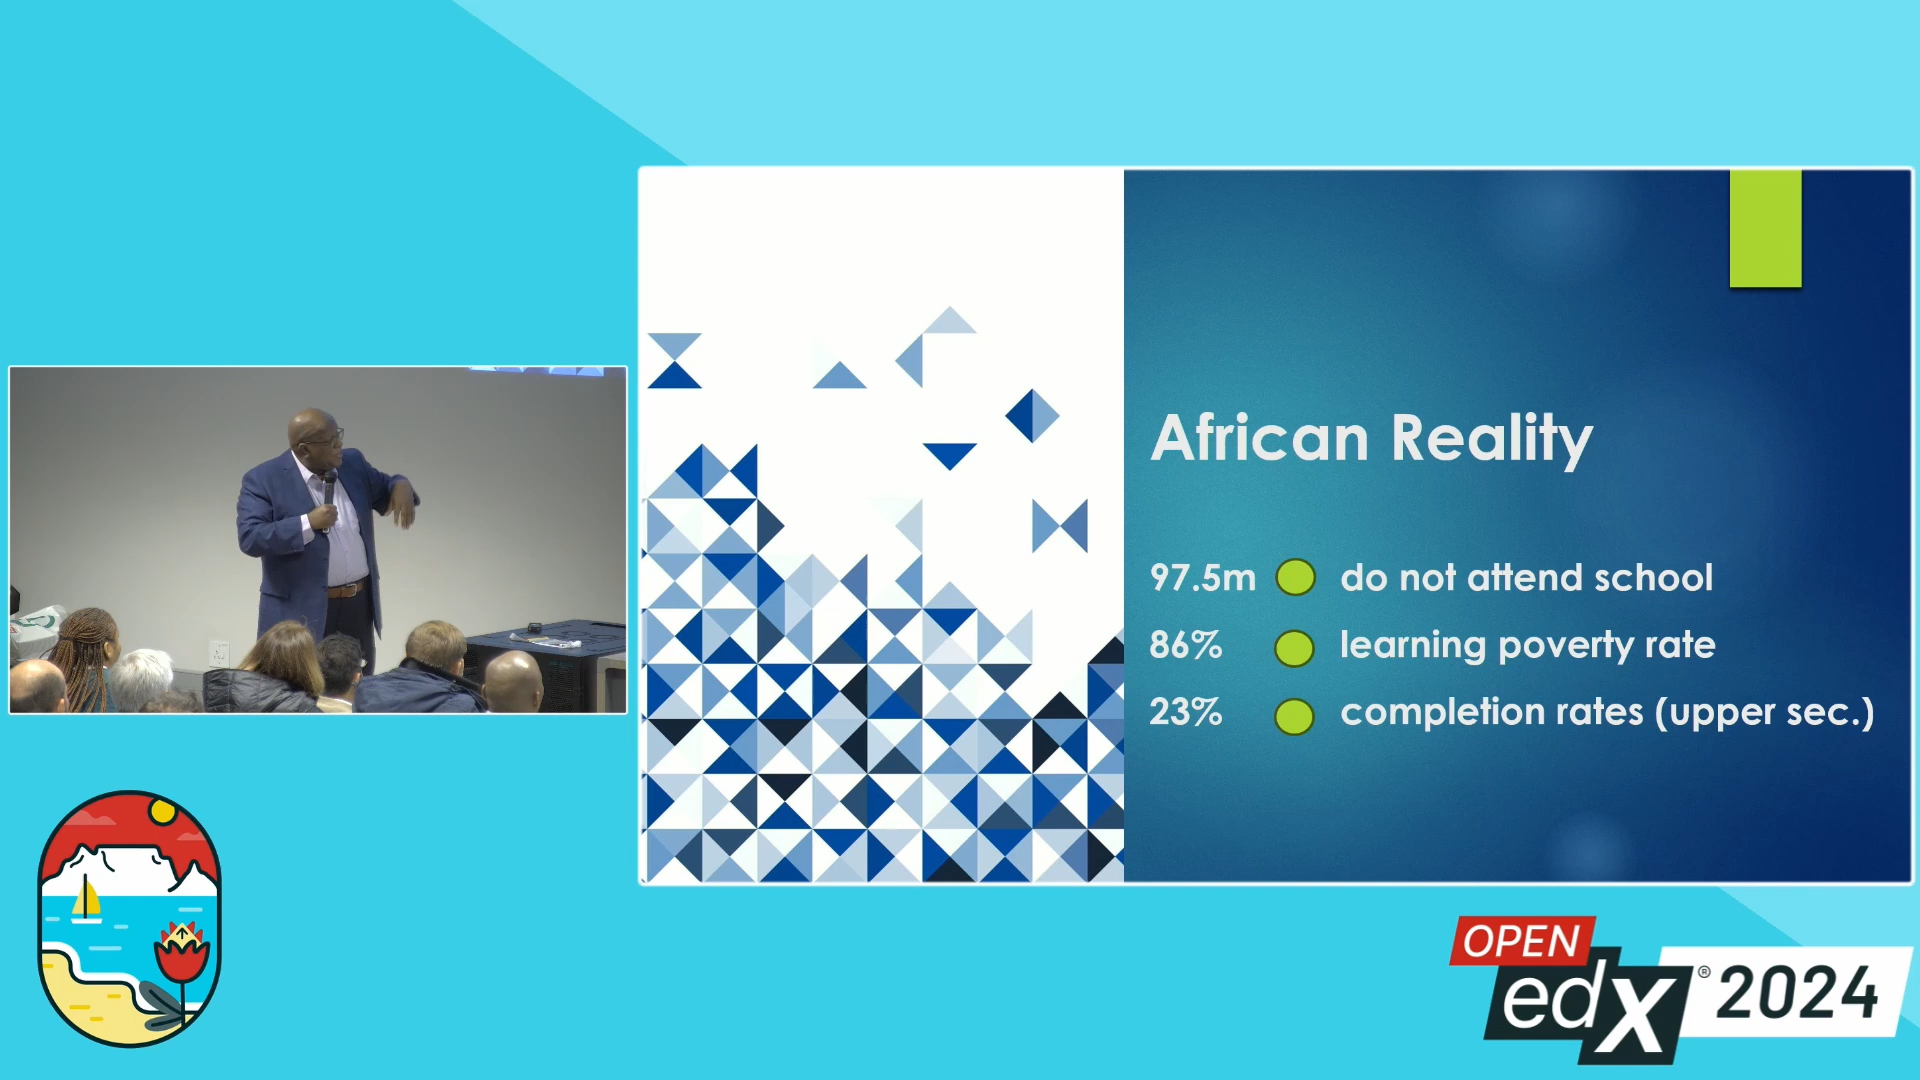 African Reality
97.5m do not attend school
86% learning poverty rate
23% completion rates (upper sec.)
OPEN
edX ® 2024